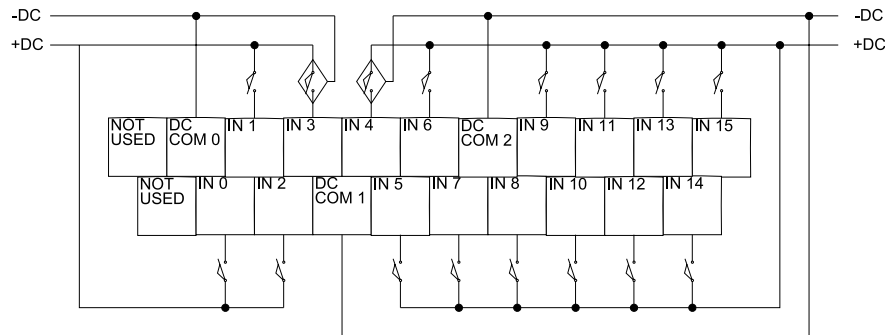 -DC
-DC
+DC
+DC
NOT
USED
DC
COM 0
IN 1
IN 3
IN 4
IN 6
DC
COM 2
IN 9
IN 11
IN 13
IN 15
NOT
USED
IN 0
IN 2
DC
COM 1
IN 5
IN 7
IN 8
IN 10
IN 12
IN 14